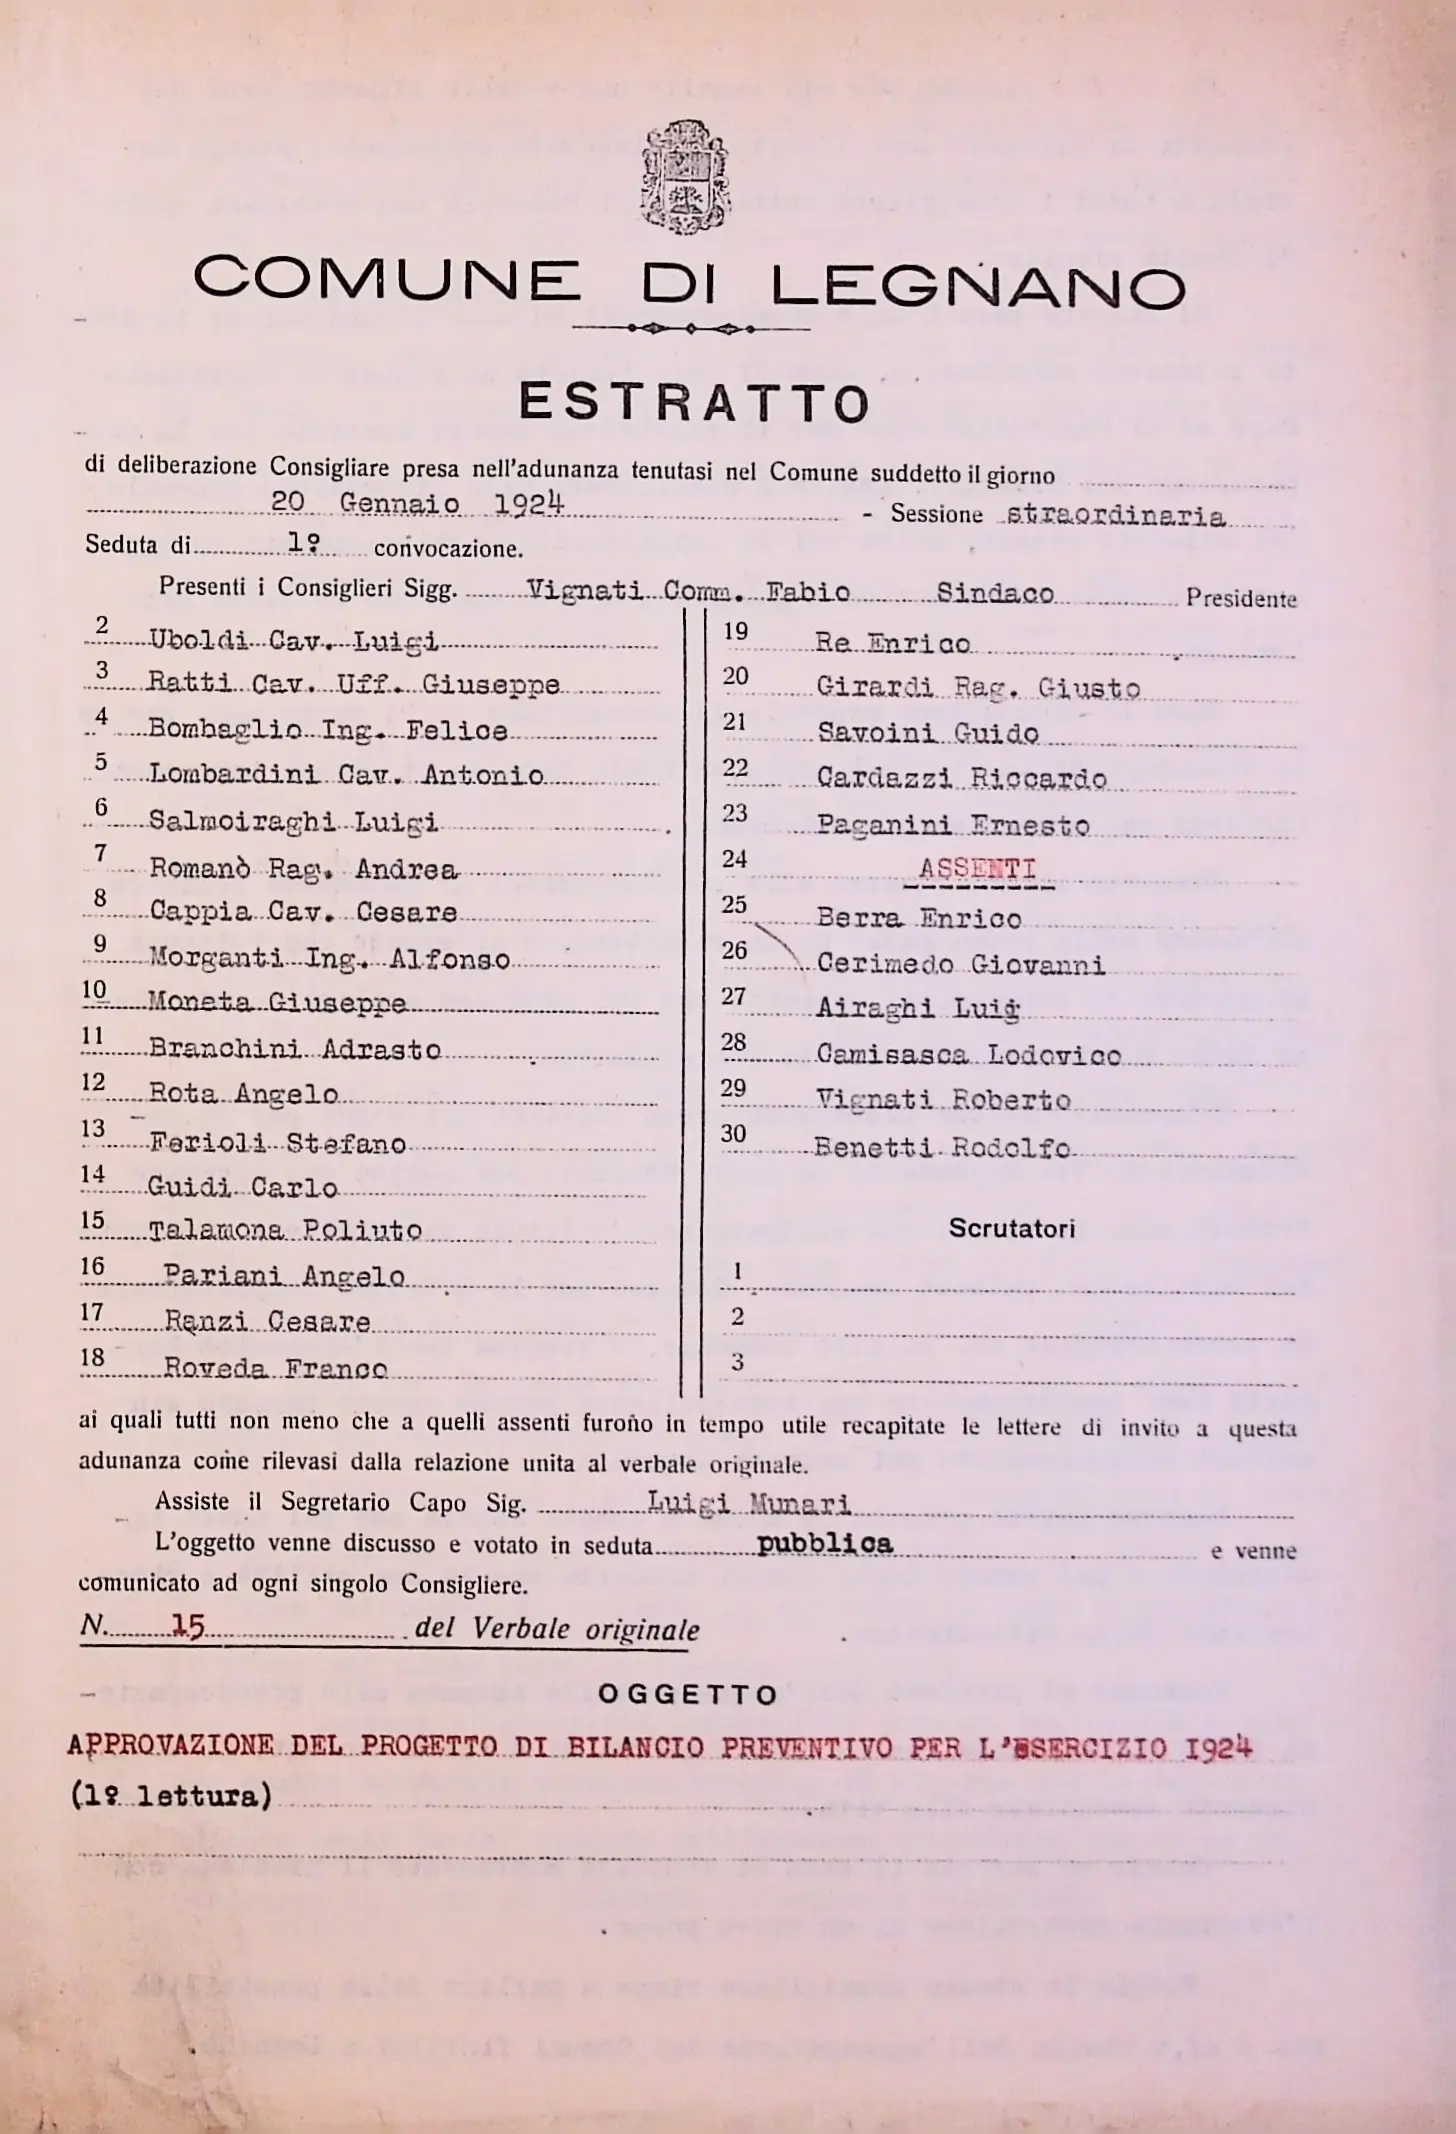 COMUNE DI LEGNANO
ESTRATTO
di deliberazione Consigliare presa nell'adunanza tenutasi nel Comune suddetto il giorno
20 Gennaio 1924 - Sessione straordinaria
Seduta di 1ª convocazione.
Presenti i Consiglieri Sigg. Vignati Comm. Fabio Sindaco Presidente
2 Uboldi Cav. Luigi
3 Ratti Cav. Uff. Giuseppe
4 Bombaglio Ing. Felice
5 Lombardini Cav. Antonio
6 Salmoiraghi Luigi
7 Romanò Rag. Andrea
8 Cappia Cav. Cesare
9 Morganti Ing. Alfonso
10 Moneta Giuseppe
11 Branchini Adrasto
12 Rota Angelo
13 Ferioli Stefano
14 Guidi Carlo
15 Talamona Poliuto
16 Pariani Angelo
17 Ranzi Cesare
18 Roveda Franco
19 Re Enrico
20 Girardi Rag. Giusto
21 Savoini Guido
22 Cardazzi Riccardo
23 Paganini Ernesto
24 ASSENTI
25 Berra Enrico
26 Cerimedo Giovanni
27 Airaghi Luig
28 Camisasca Lodovico
29 Vignati Roberto
30 Benetti Rodolfo
Scrutatori
1
2
3
ai quali tutti non meno che a quelli assenti furono in tempo utile recapitate le lettere di invito a questa
adunanza come rilevasi dalla relazione unita al verbale originale.
Assiste il Segretario Capo Sig. Luigi Munari
L'oggetto venne discusso e votato in seduta pubblica e venne
comunicato ad ogni singolo Consigliere.
N. 15 del Verbale originale
OGGETTO
APPROVAZIONE DEL PROGETTO DI BILANCIO PREVENTIVO PER L'ESERCIZIO 1924
(1ª lettura)